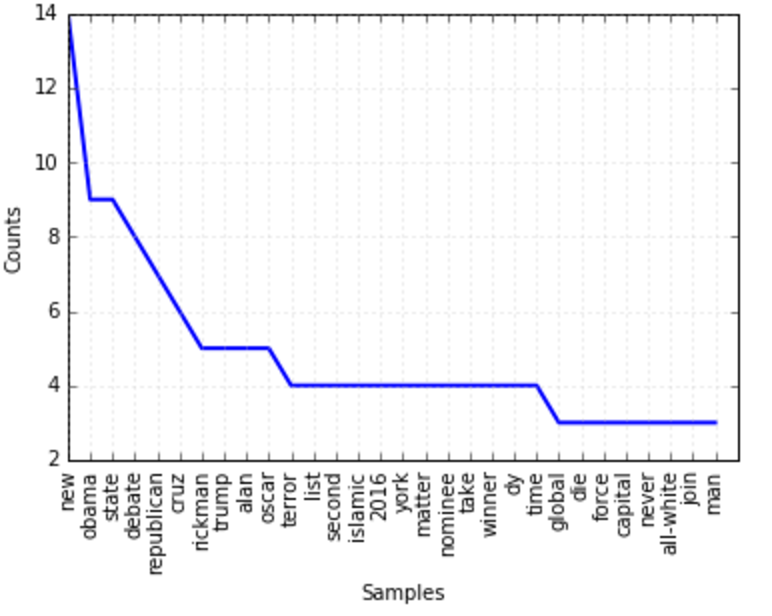 14
12
10
8
6
4
2
Counts
new
obama
state
debate
republican
cruz
rickman
trump
alan
oscar
terror
list
second
islamic
2016
york
matter
nominee
take
winner
dy
time
global
die
force
capital
never
all-white
join
man
Samples